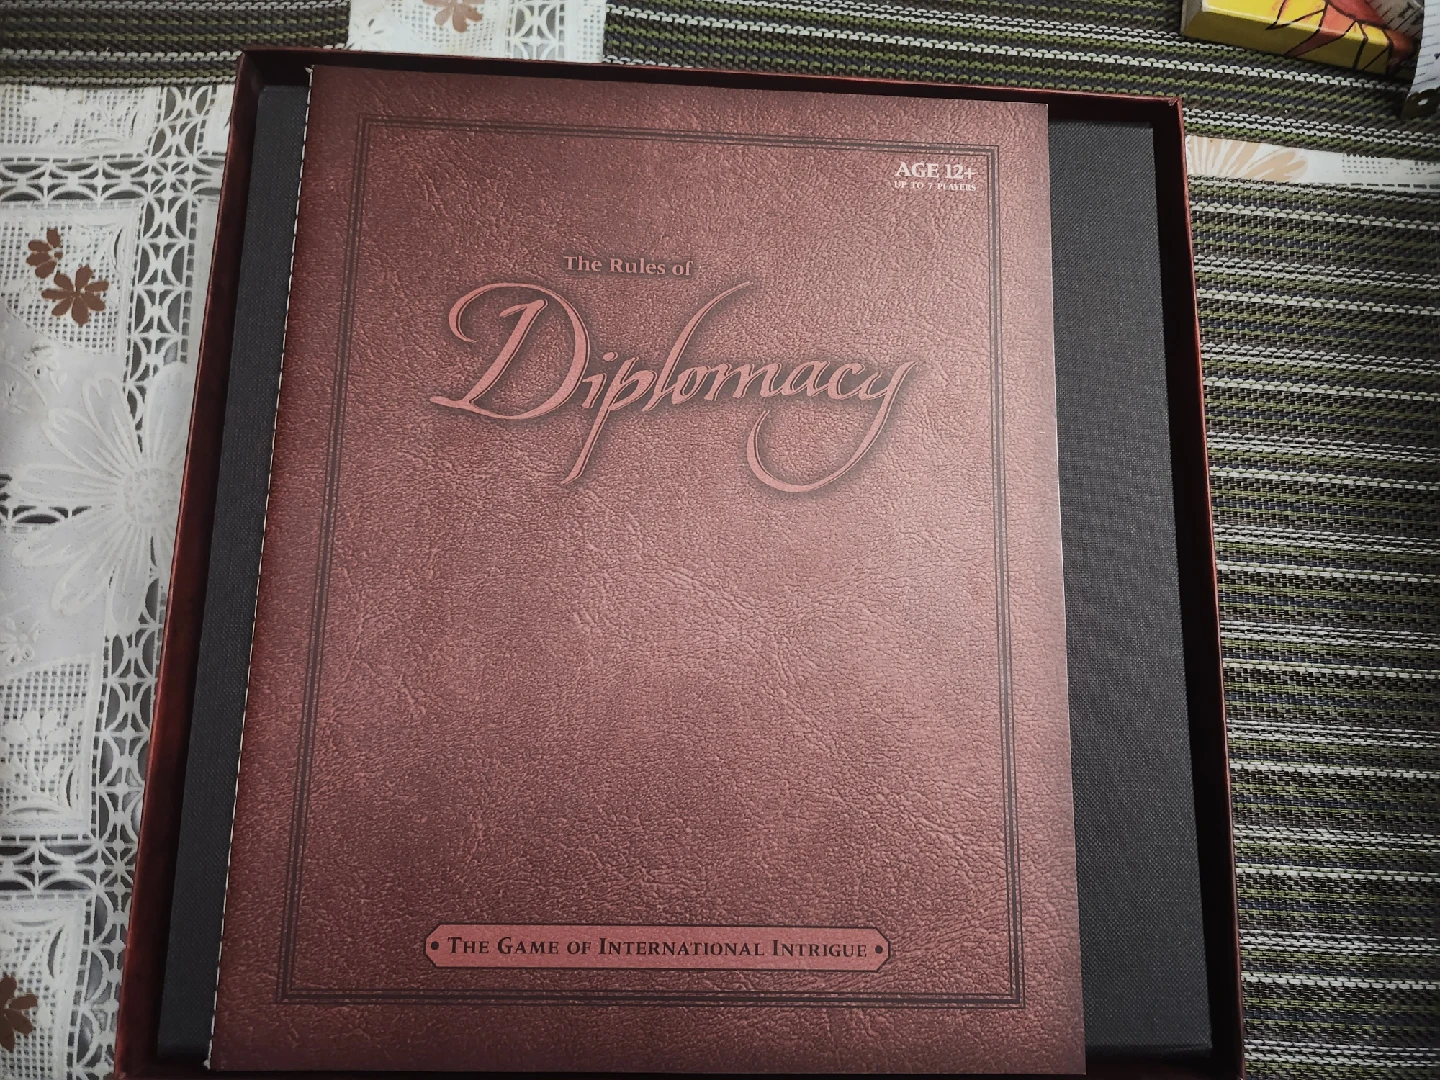 AGE 12+
UP TO 7 PLAYERS
The Rules of
Diplomacy
• THE GAME OF INTERNATIONAL INTRIGUE •